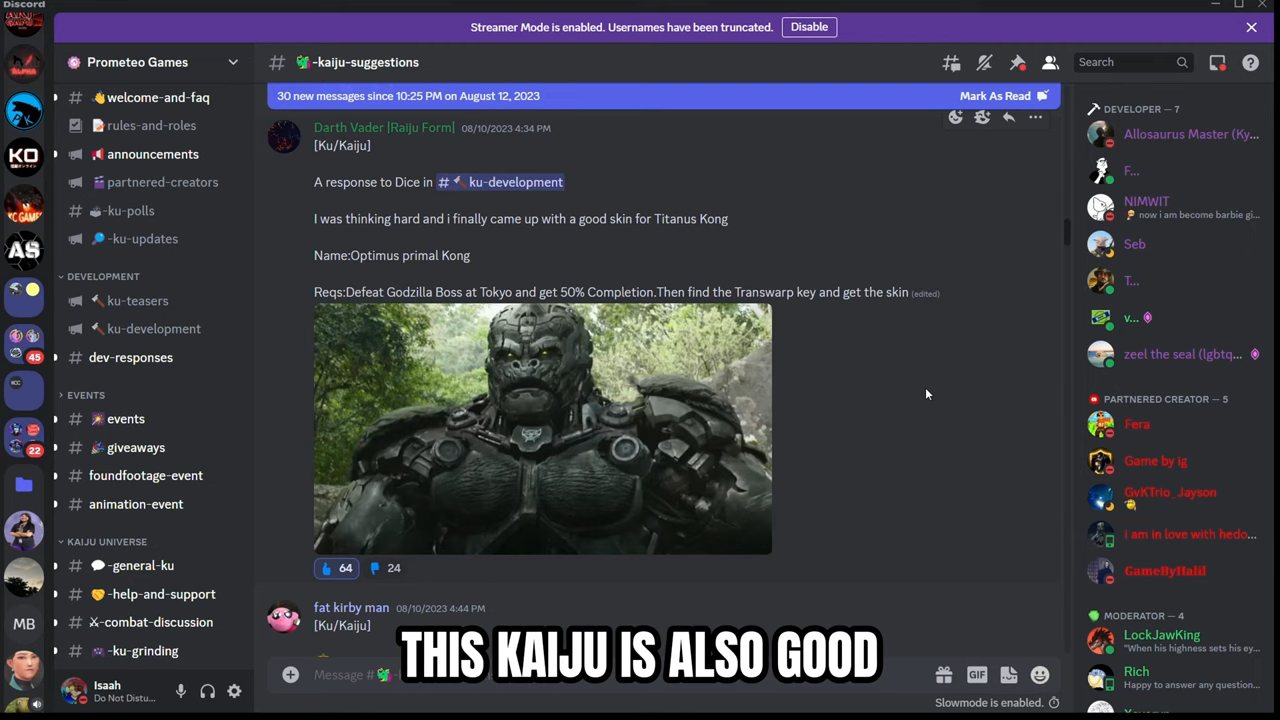 Discord
Streamer Mode is enabled. Usernames have been truncated.
Disable
Prometeo Games
-kaiju-suggestions
Search
30 new messages since 10:25 PM on August 12, 2023
Mark As Read
welcome-and-faq
rules-and-roles
announcements
partnered-creators
-ku-polls
-ku-updates
DEVELOPMENT
ku-teasers
ku-development
dev-responses
EVENTS
events
giveaways
foundfootage-event
animation-event
KAIJU UNIVERSE
-general-ku
-help-and-support
-combat-discussion
-ku-grinding
KO
KC GAMES
AS
45
KCC
22
MB
Isaah
Do Not Distu...
Darth Vader |Raiju Form| 08/10/2023 4:34 PM
[Ku/Kaiju]
A response to Dice in # ku-development
I was thinking hard and i finally came up with a good skin for Titanus Kong
Name:Optimus primal Kong
Reqs:Defeat Godzilla Boss at Tokyo and get 50% Completion.Then find the Transwarp key and get the skin (edited)
64 24
fat kirby man 08/10/2023 4:44 PM
[Ku/Kaiju]
THIS KAIJU IS ALSO GOOD
Message #
GIF
Slowmode is enabled.
DEVELOPER — 7
Allosaurus Master (Ky...
F...
NIMWIT
now i am become barbie gi...
Seb
T...
v...
zeel the seal (lgbtq...
PARTNERED CREATOR — 5
Fera
Game by ig
GvKTrio_Jayson
i am in love with hedo...
GameByHalil
MODERATOR — 4
LockJawKing
"When his highness sets his ey...
Rich
Happy to answer any question...